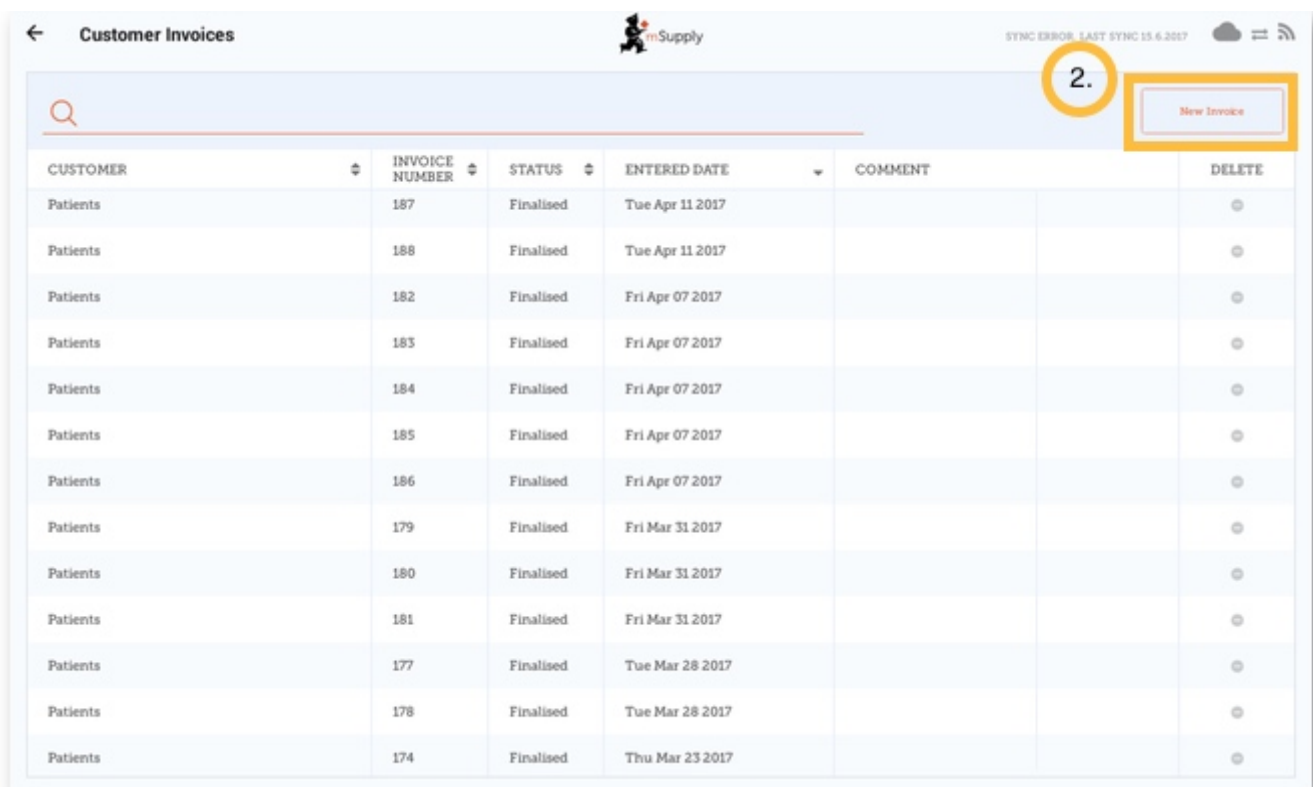 Customer Invoices mSupply SYNC ERROR. LAST SYNC 15.6.2017
2.
New Invoice
CUSTOMER INVOICE NUMBER STATUS ENTERED DATE COMMENT DELETE
Patients 187 Finalised Tue Apr 11 2017
Patients 188 Finalised Tue Apr 11 2017
Patients 182 Finalised Fri Apr 07 2017
Patients 183 Finalised Fri Apr 07 2017
Patients 184 Finalised Fri Apr 07 2017
Patients 185 Finalised Fri Apr 07 2017
Patients 186 Finalised Fri Apr 07 2017
Patients 179 Finalised Fri Mar 31 2017
Patients 180 Finalised Fri Mar 31 2017
Patients 181 Finalised Fri Mar 31 2017
Patients 177 Finalised Tue Mar 28 2017
Patients 178 Finalised Tue Mar 28 2017
Patients 174 Finalised Thu Mar 23 2017